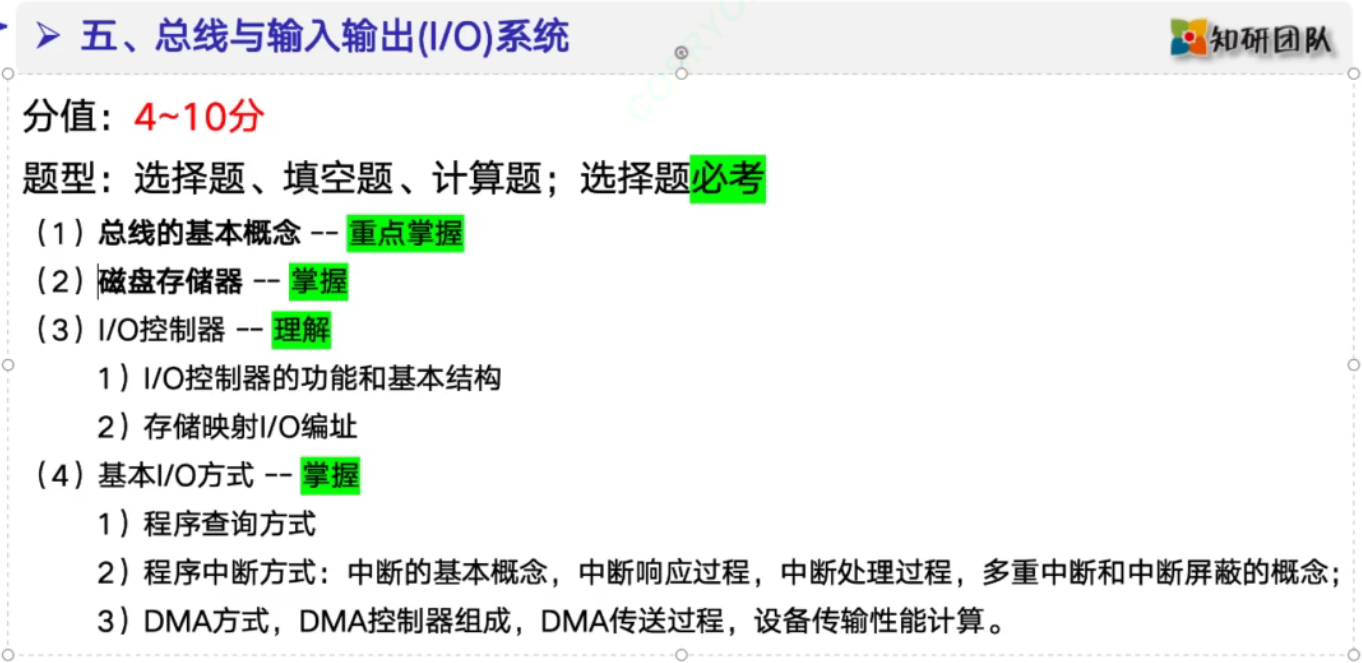 五、总线与输入输出(I/O)系统
知研团队
分值：4~10分
题型：选择题、填空题、计算题；选择题必考
（1）总线的基本概念 -- 重点掌握
（2）磁盘存储器 -- 掌握
（3）I/O控制器 -- 理解
1）I/O控制器的功能和基本结构
2）存储映射I/O编址
（4）基本I/O方式 -- 掌握
1）程序查询方式
2）程序中断方式：中断的基本概念，中断响应过程，中断处理过程，多重中断和中断屏蔽的概念；
3）DMA方式，DMA控制器组成，DMA传送过程，设备传输性能计算。